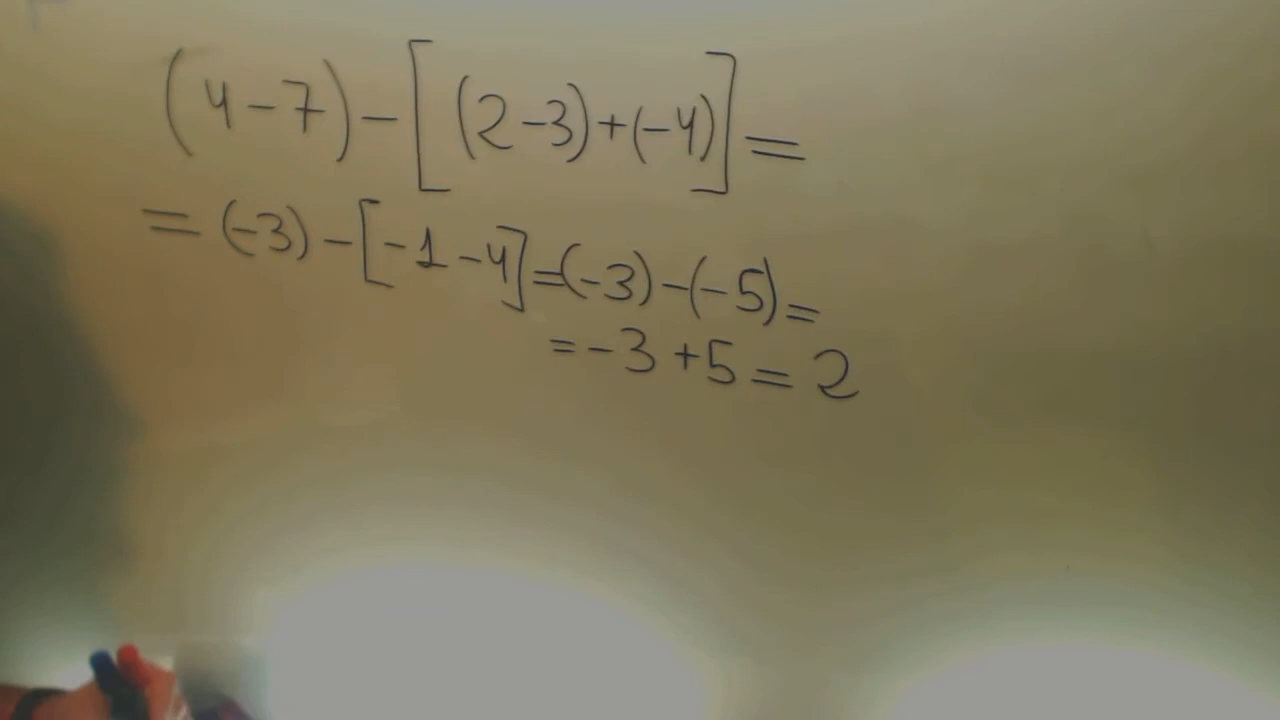 (4-7)-[(2-3)+(-4)]=
=(-3)-[-1-4]=(-3)-(-5)=
=-3+5=2